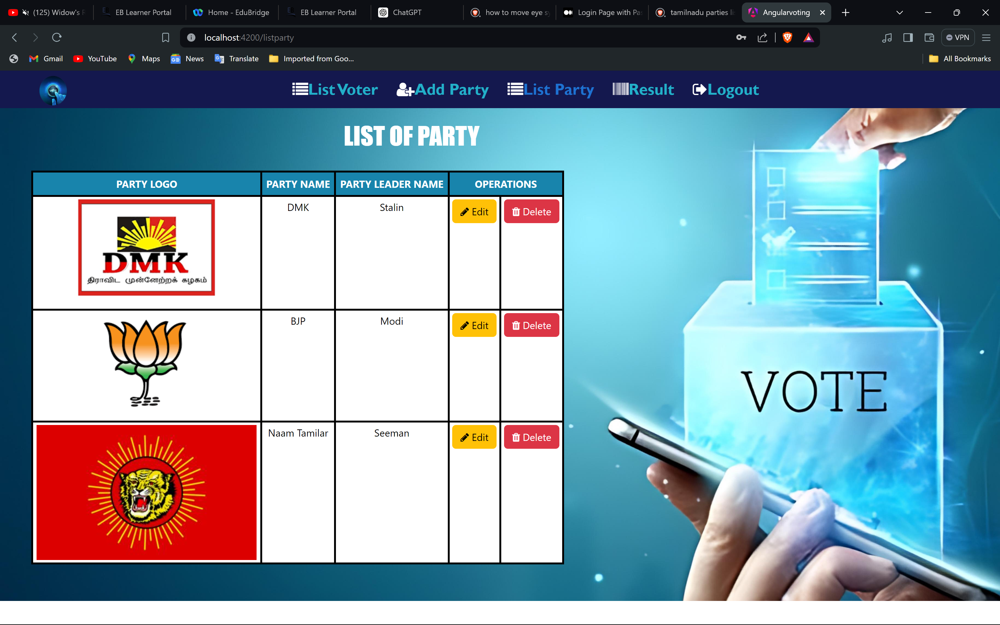 (125) Widow's
EB Learner Portal
Home - EduBridge
EB Learner Portal
ChatGPT
how to move eye
Login Page with
tamilnadu parties
Angularvoting
localhost:4200/listparty
VPN
Gmail
YouTube
Maps
News
Translate
Imported from Goo...
All Bookmarks
VOTE
List Voter
Add Party
List Party
Result
Logout
LIST OF PARTY
PARTY LOGO PARTY NAME PARTY LEADER NAME OPERATIONS
DMK
திராவிட முன்னேற்றக் கழகம்
DMK Stalin Edit Delete
BJP Modi Edit Delete
Naam Tamilar Seeman Edit Delete
VOTE